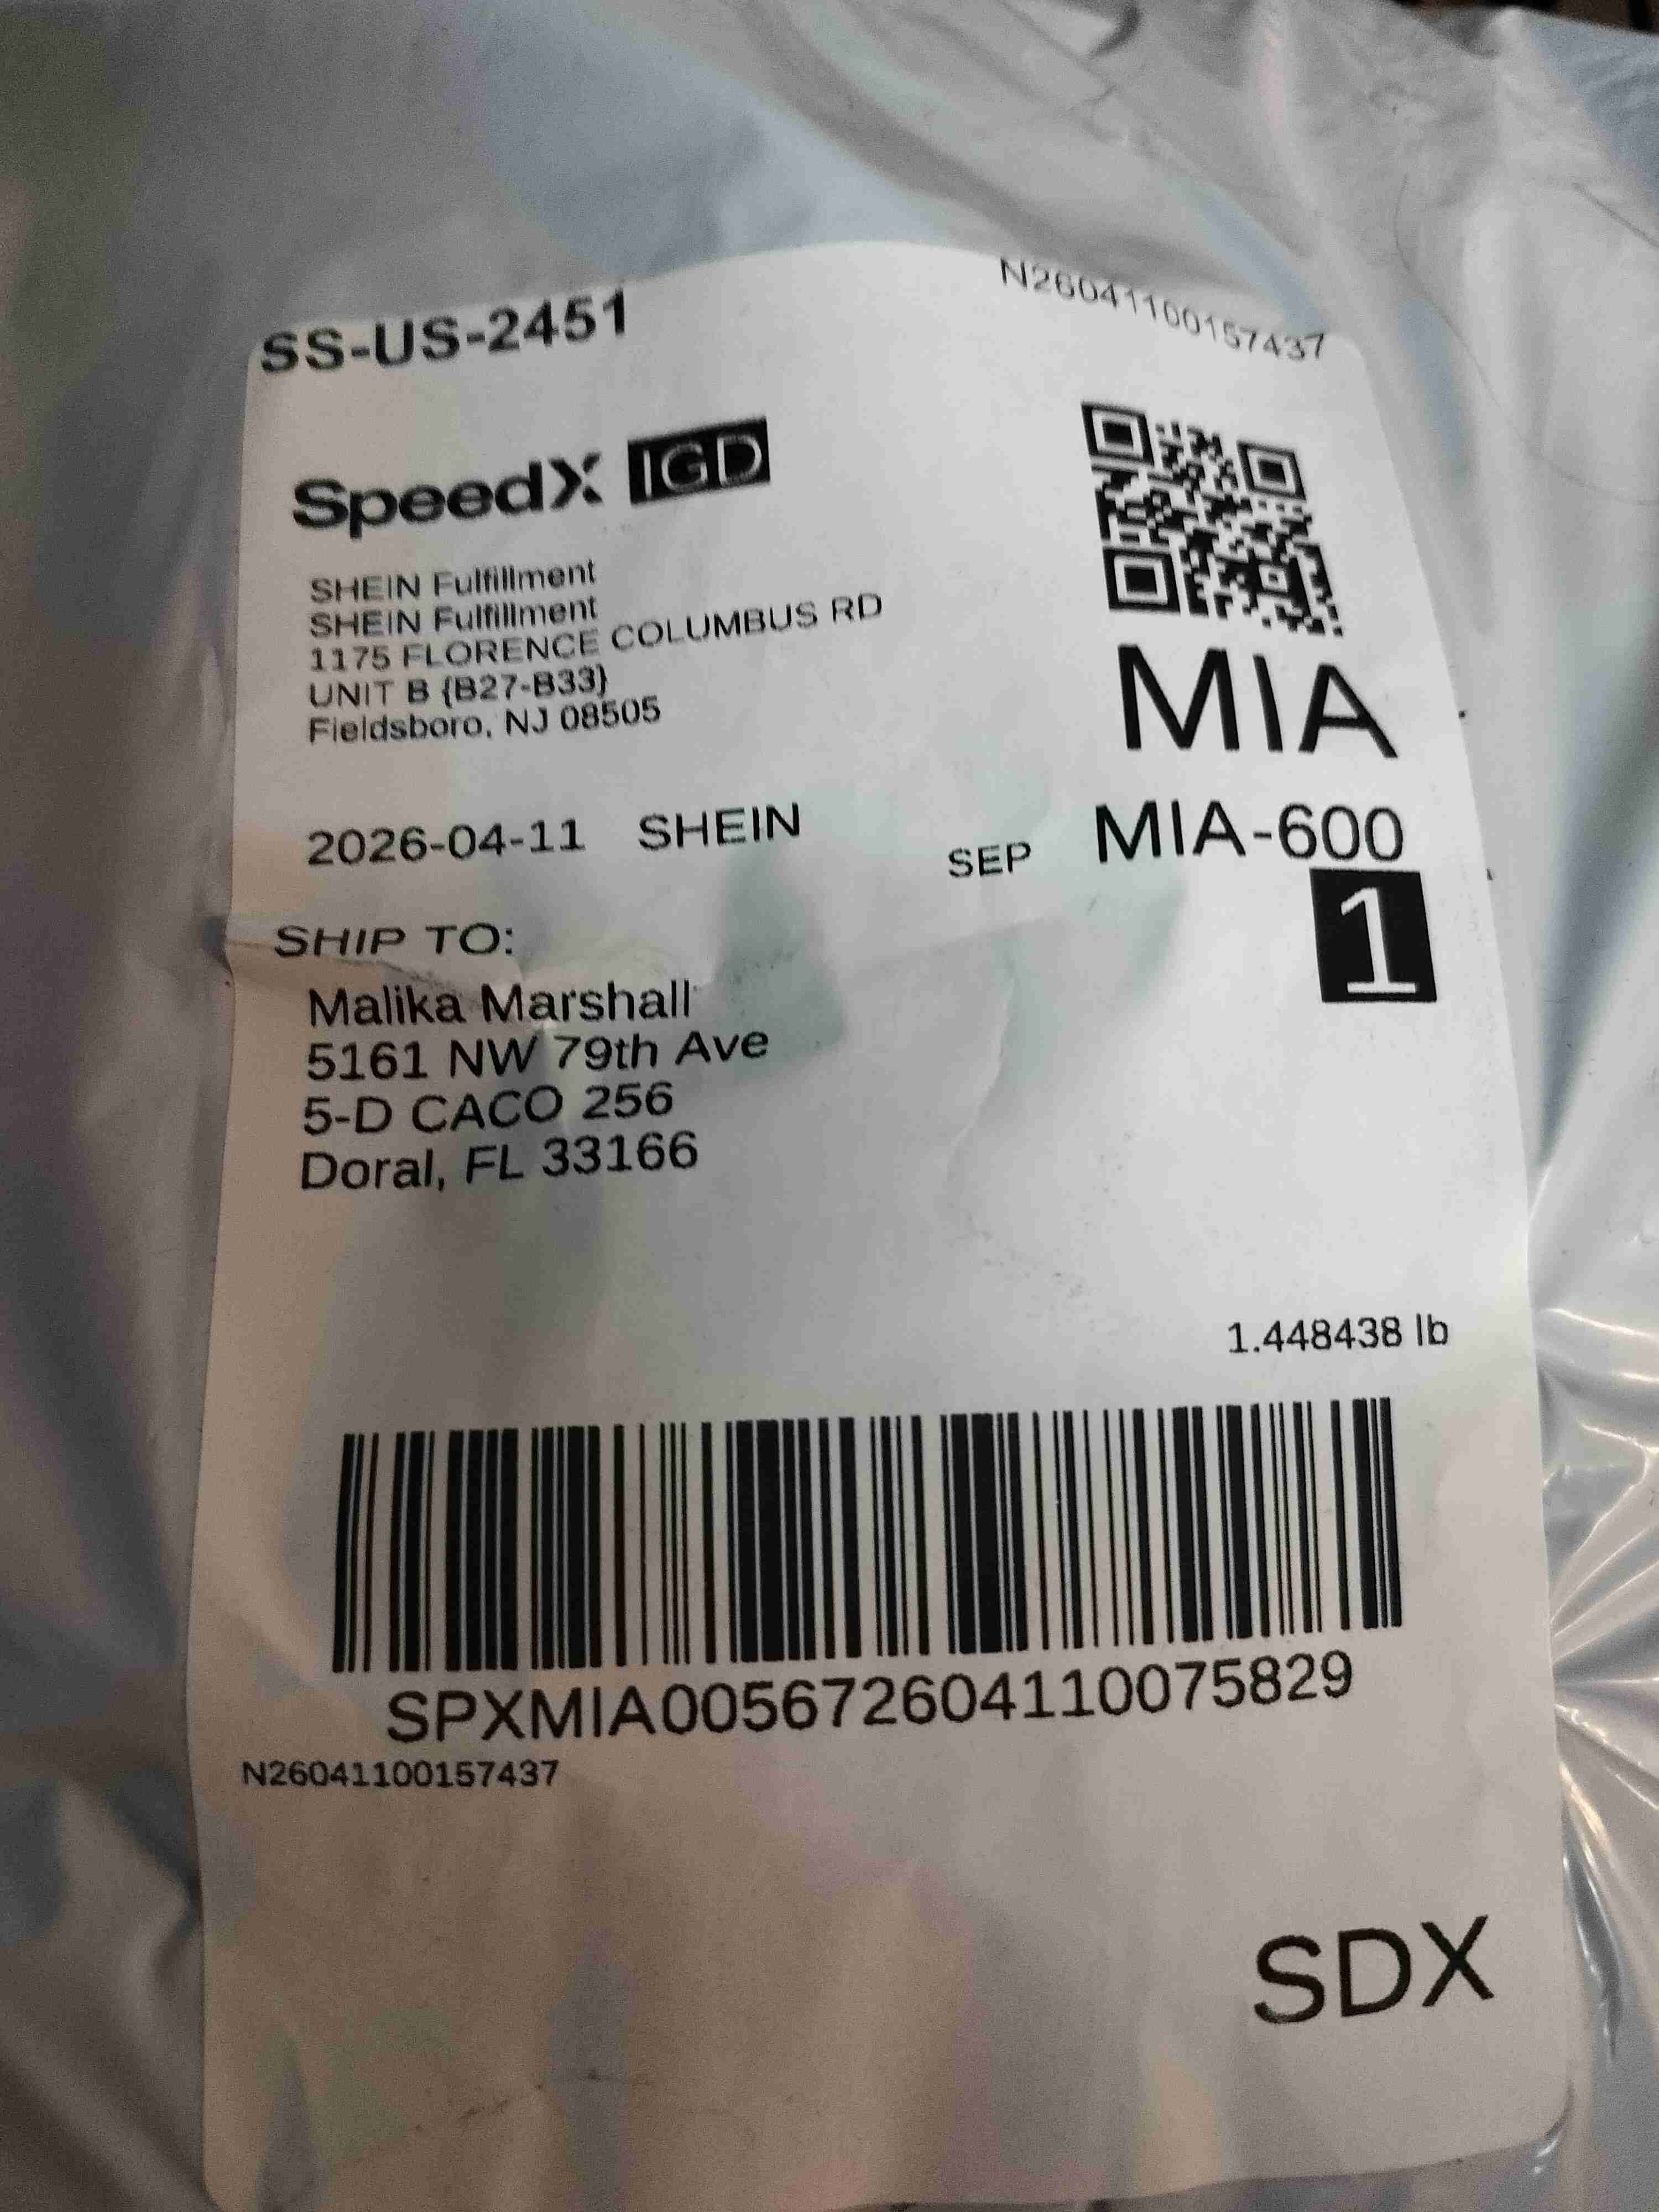 SS-US-2451
N26041100157437
SpeedX IGD
SHEIN Fulfillment
SHEIN Fulfillment
1175 FLORENCE COLUMBUS RD
UNIT B {B27-B33}
Fieldsboro, NJ 08505
MIA
2026-04-11 SHEIN
SEP MIA-600
1
SHIP TO:
Malika Marshall
5161 NW 79th Ave
5-D CACO 256
Doral, FL 33166
1.448438 lb
SPXMIA005672604110075829
N26041100157437
SDX